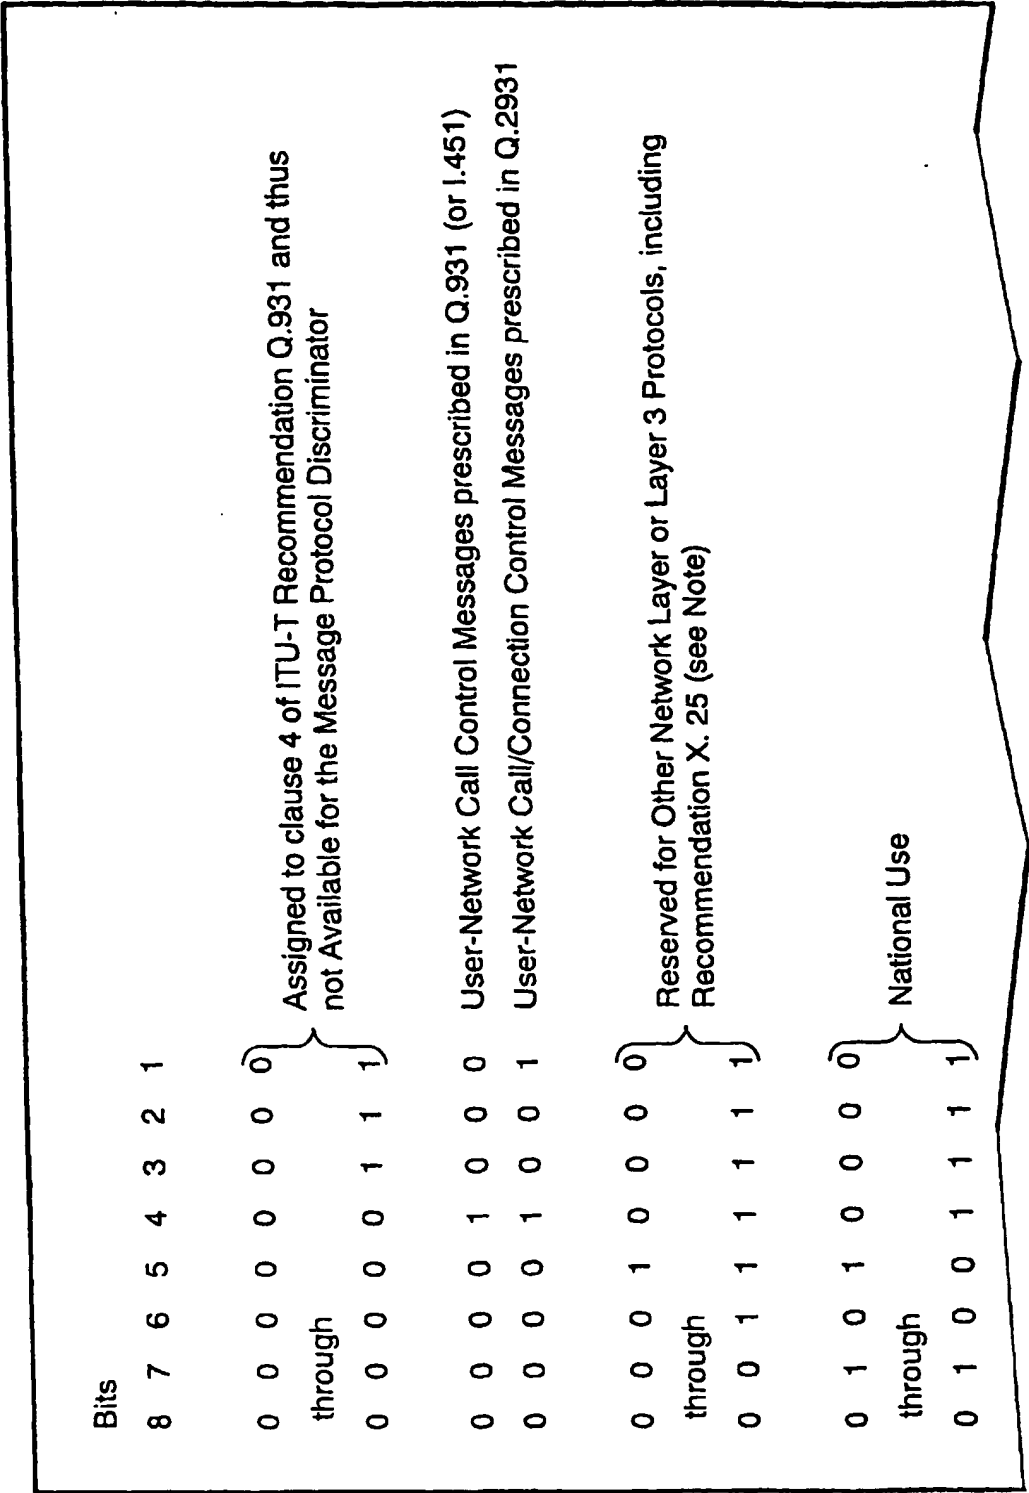 Bits
8 7 6 5 4 3 2 1
0 0 0 0 0 0 0 0
through
0 0 0 0 0 1 1 1
Assigned to clause 4 of ITU-T Recommendation Q.931 and thus
not Available for the Message Protocol Discriminator
0 0 0 0 1 0 0 0 User-Network Call Control Messages prescribed in Q.931 (or I.451)
0 0 0 0 1 0 0 1 User-Network Call/Connection Control Messages prescribed in Q.2931
0 0 0 1 0 0 0 0
through
0 0 1 1 1 1 1 1
Reserved for Other Network Layer or Layer 3 Protocols, including
Recommendation X. 25 (see Note)
0 1 0 1 0 0 0 0
through
0 1 0 0 1 1 1 1
National Use